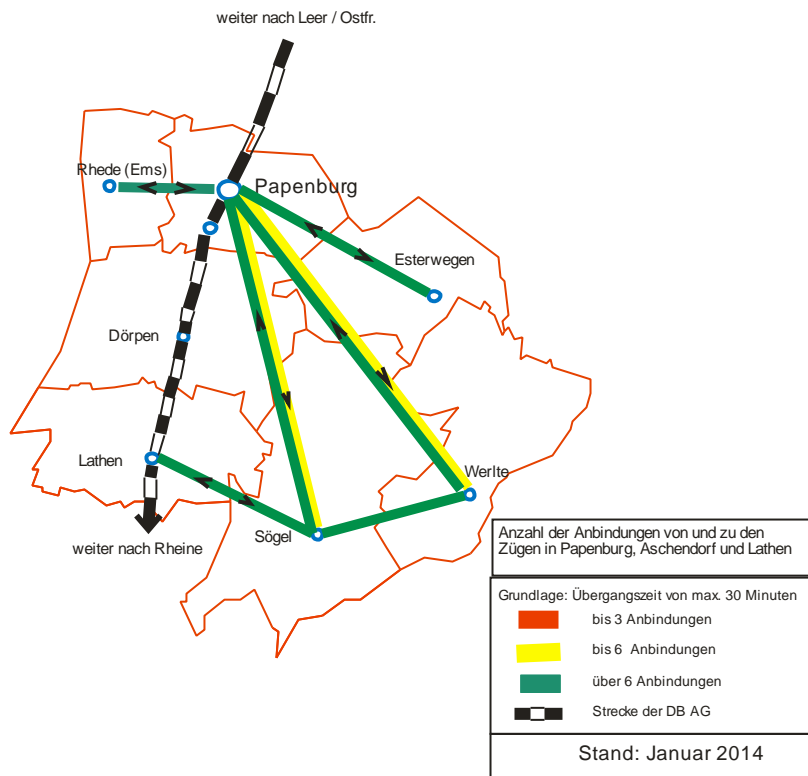 weiter nach Leer / Ostfr.
Rhede (Ems)
Papenburg
Esterwegen
Dörpen
Lathen
Werlte
Sögel
weiter nach Rheine
Anzahl der Anbindungen von und zu den
Zügen in Papenburg, Aschendorf und Lathen
Grundlage: Übergangszeit von max. 30 Minuten
bis 3 Anbindungen
bis 6 Anbindungen
über 6 Anbindungen
Strecke der DB AG
Stand: Januar 2014